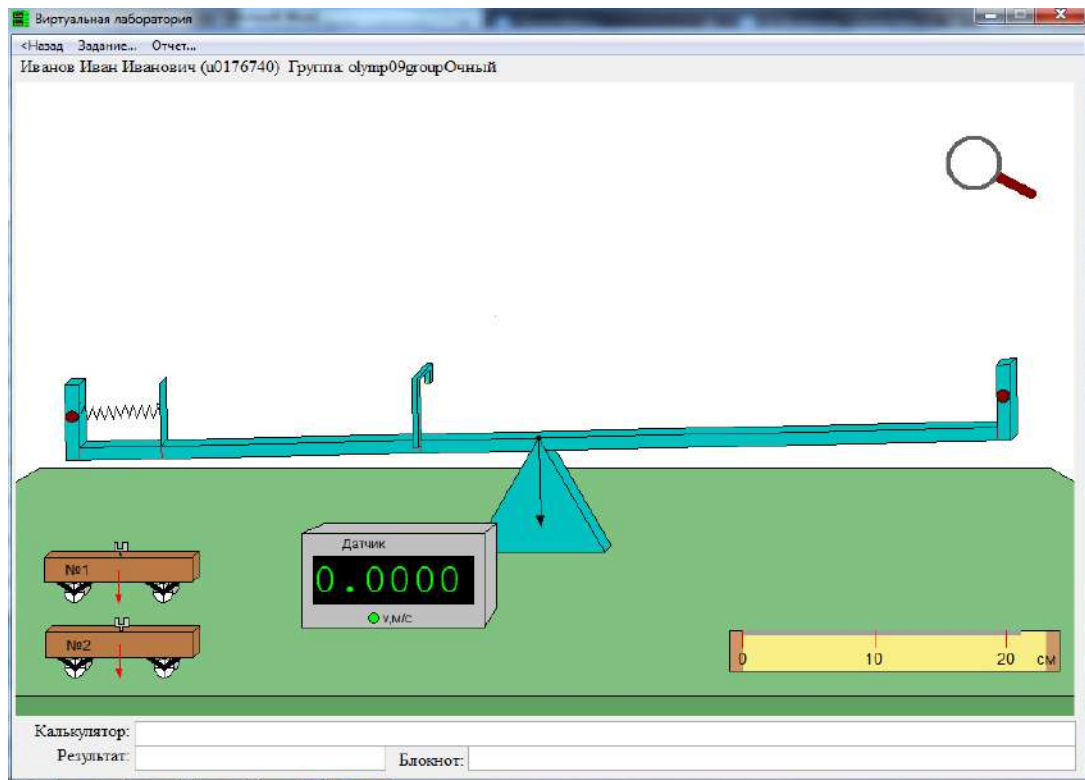 Виртуальная лаборатория
<Назад Задание... Отчет...
Иванов Иван Иванович (u0176740) Группа: olymp09groupОчный
Датчик
0.0000
v,м/с
№1
№2
0 10 20 см
Калькулятор:
Результат: Блокнот: